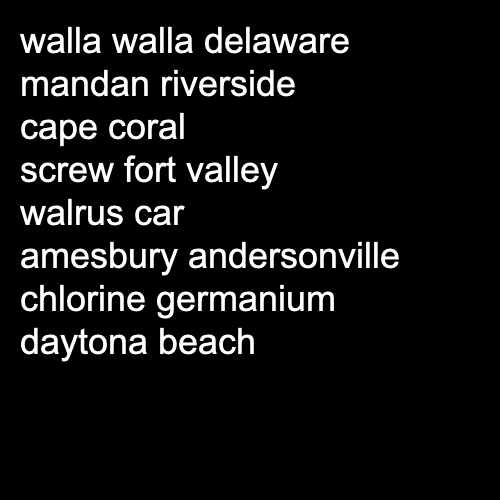 walla walla delaware
mandan riverside
cape coral
screw fort valley
walrus car
amesbury andersonville
chlorine germanium
daytona beach